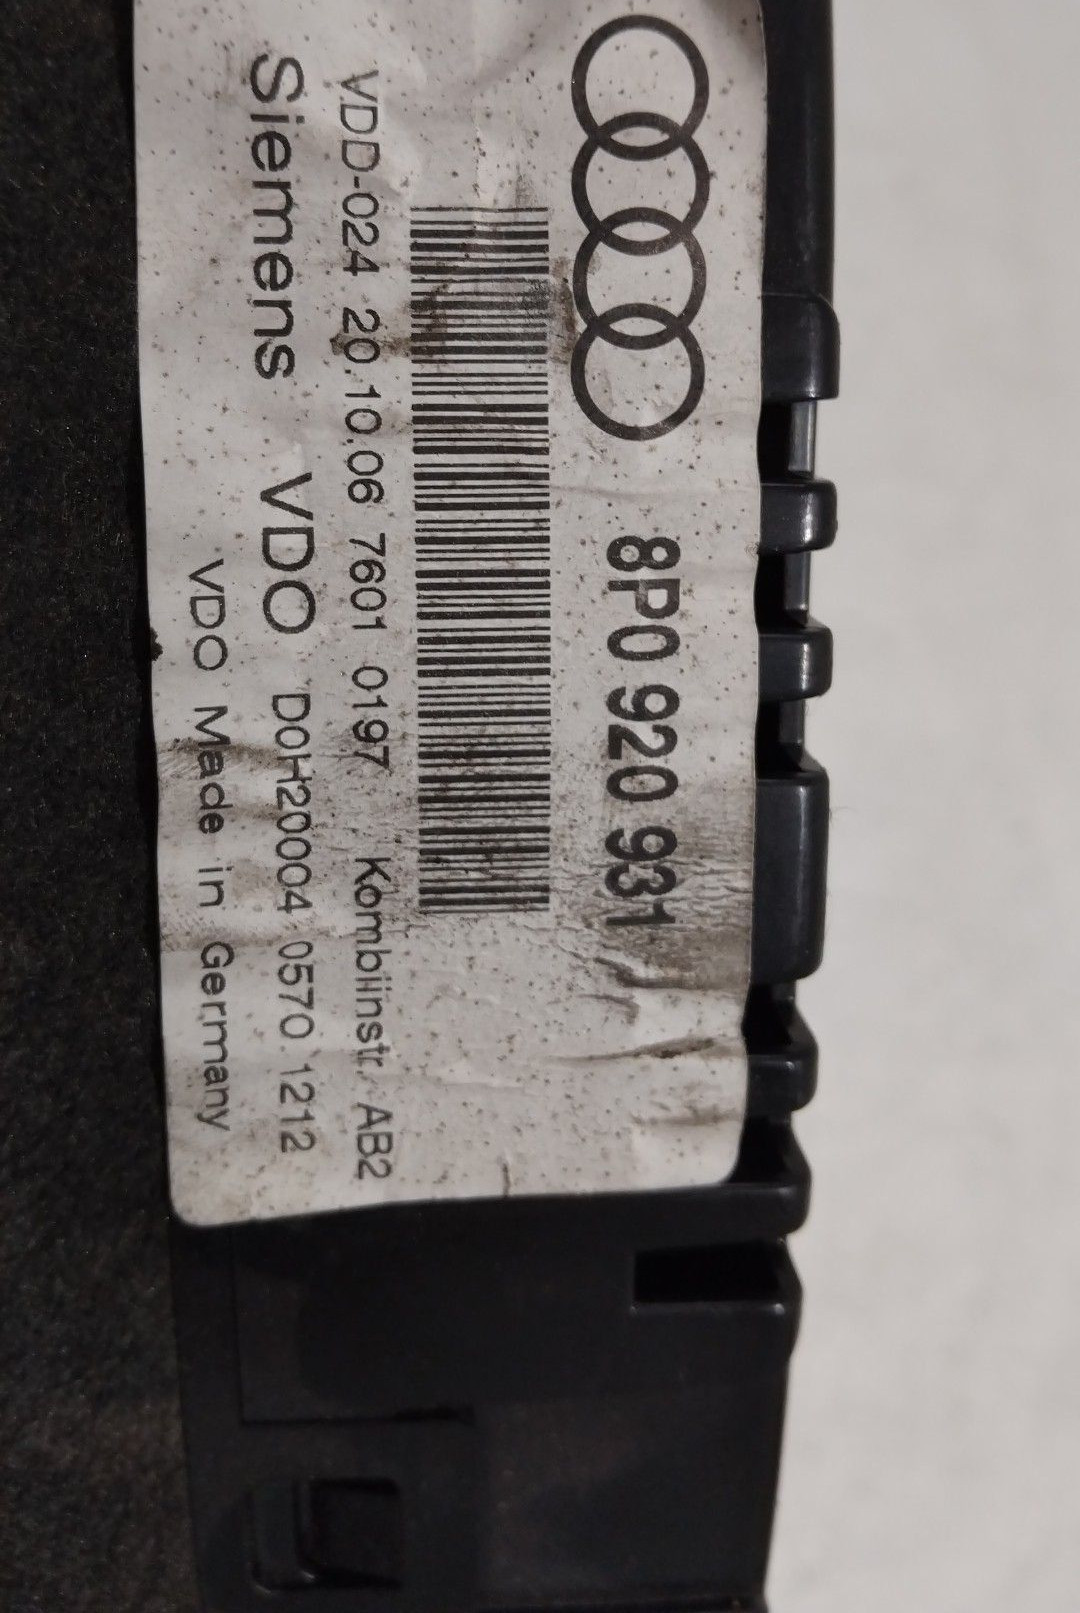 8P0 920 931
VDD-024 20.10.06 7601 0197 Kombiinstr. AB2
Siemens VDO D0H20004 0570.1212
VDO Made in Germany